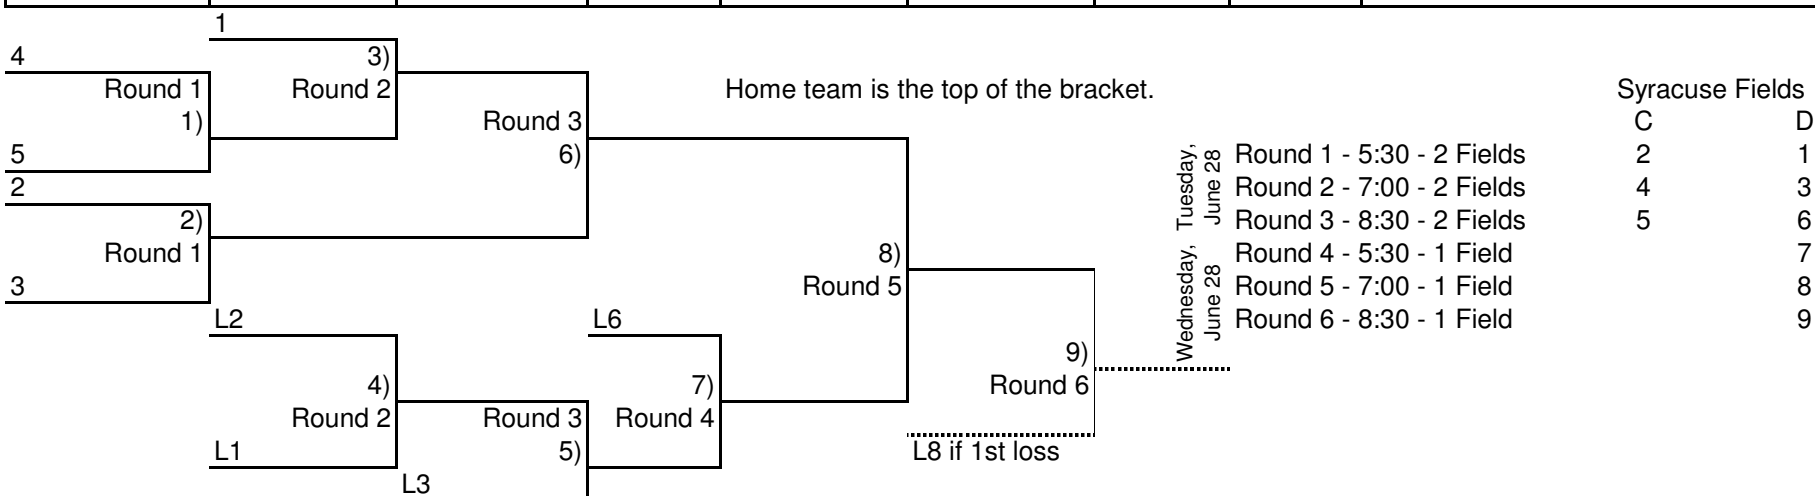 1
4 3)
Round 1 Round 2 Home team is the top of the bracket. Syracuse Fields
1) Round 3 C D
5 6) Round 1 - 5:30 - 2 Fields 2 1
2 Round 2 - 7:00 - 2 Fields 4 3
2) Round 3 - 8:30 - 2 Fields 5 6
Tuesday,
June 28
Round 1 8) Round 4 - 5:30 - 1 Field 7
3 Round 5 Round 5 - 7:00 - 1 Field 8
L2 L6 Round 6 - 8:30 - 1 Field 9
Wednesday,
June 28
9)
4) 7) Round 6
Round 2 Round 3 Round 4
L1 5) L8 if 1st loss
L3